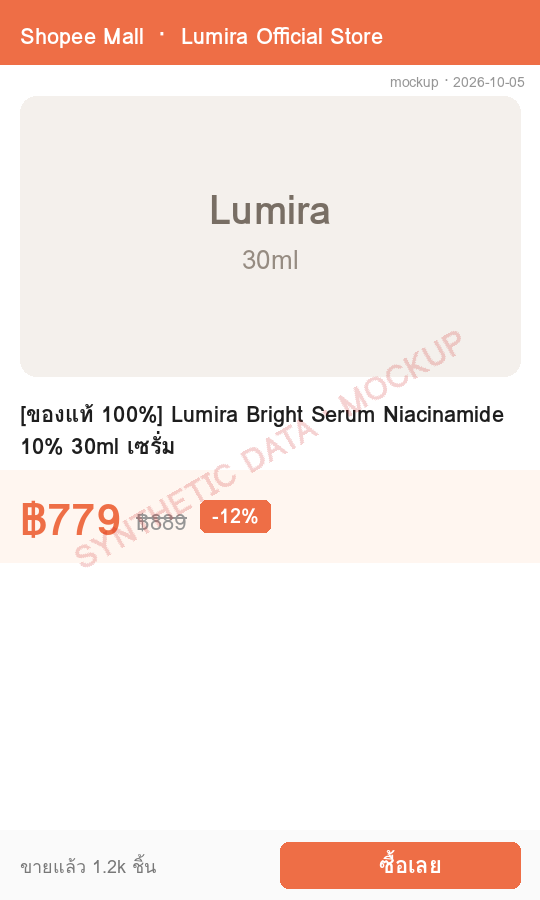 Shopee Mall · Lumira Official Store
mockup · 2026-10-05
Lumira
30ml
[ของแท้ 100%] Lumira Bright Serum Niacinamide
10% 30ml เซรั่ม
฿779 ฿889 -12%
SYNTHETIC DATA · MOCKUP
ขายแล้ว 1.2k ชิ้น
ซื้อเลย